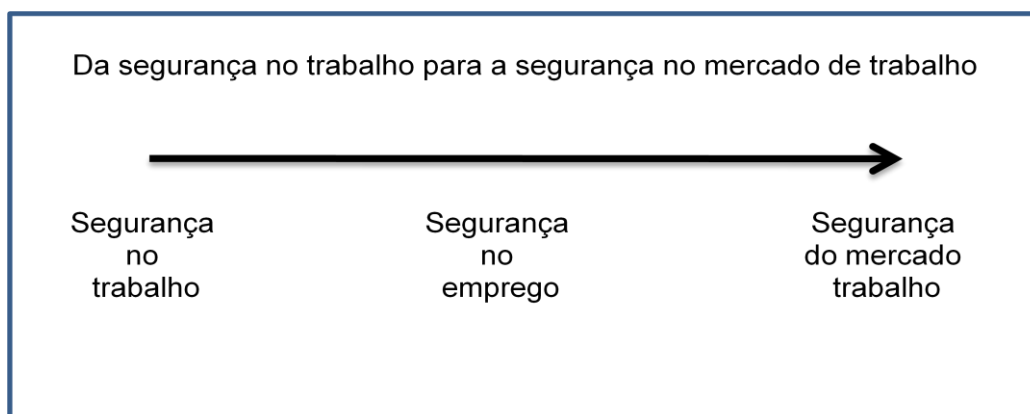 Da segurança no trabalho para a segurança no mercado de trabalho
Segurança
no
trabalho
Segurança
no
emprego
Segurança
do mercado
trabalho